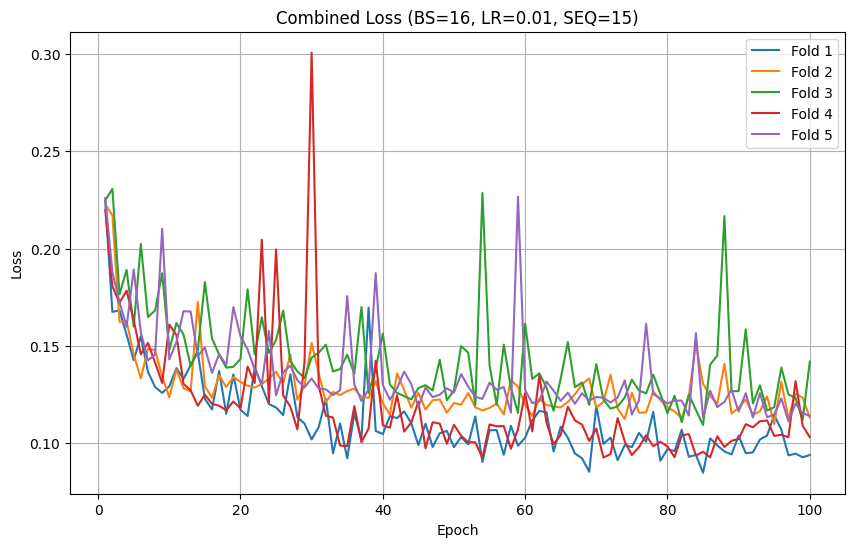 Combined Loss (BS=16, LR=0.01, SEQ=15)
Fold 1
Fold 2
Fold 3
Fold 4
Fold 5
Loss
0.30
0.25
0.20
0.15
0.10
0
20
40
60
80
100
Epoch